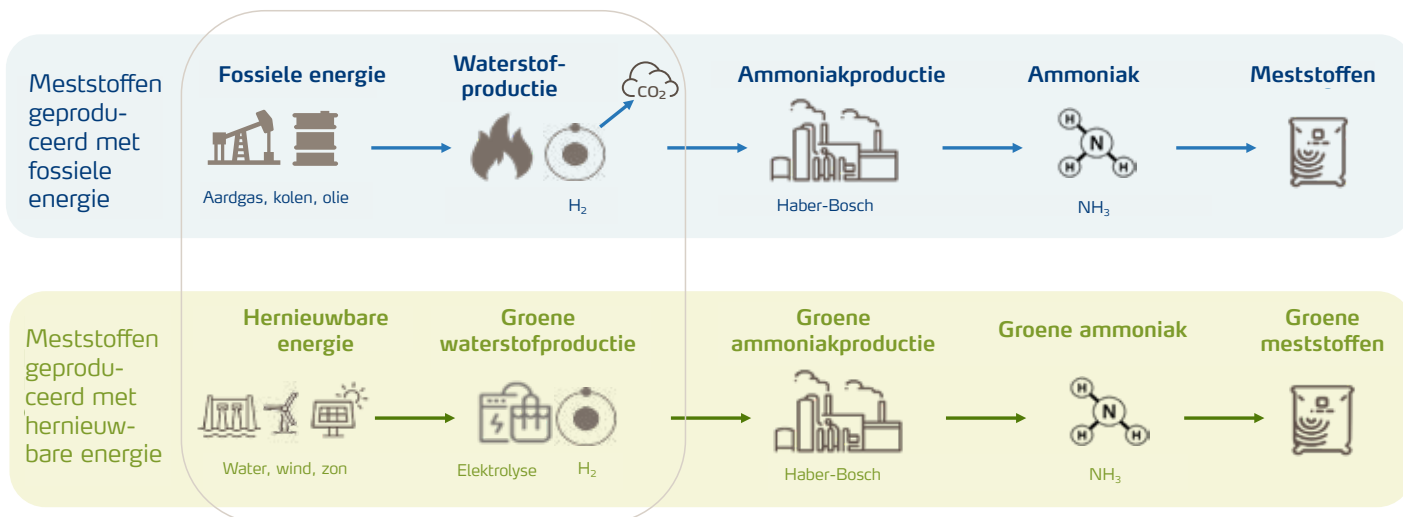 Meststoffen
geprodu-
ceerd met
fossiele
energie
Fossiele energie
Aardgas, kolen, olie
Waterstof-
productie
CO₂
H₂
Ammoniakproductie
Haber-Bosch
Ammoniak
H
N
H
H
NH₃
Meststoffen
Meststoffen
geprodu-
ceerd met
hernieuw-
bare energie
Hernieuwbare
energie
Water, wind, zon
Groene
waterstofproductie
Elektrolyse
H₂
Groene
ammoniakproductie
Haber-Bosch
Groene ammoniak
H
N
H
H
NH₃
Groene
meststoffen